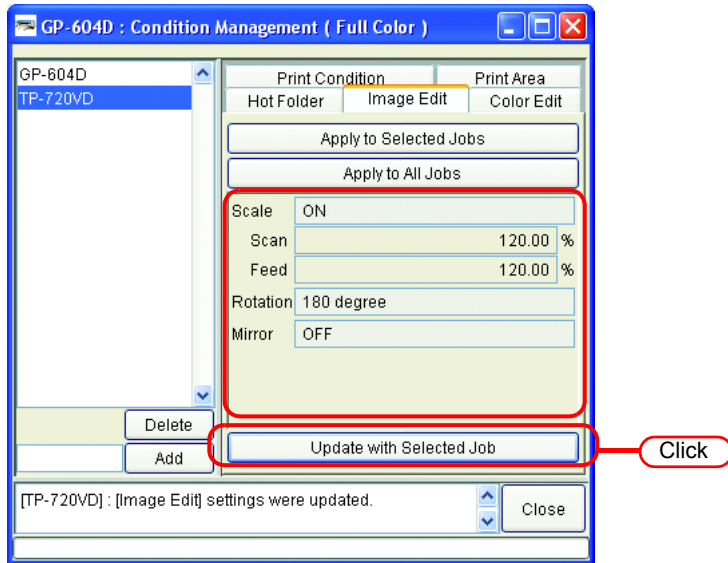 GP-604D : Condition Management ( Full Color )
GP-604D
TP-720VD
Print Condition
Print Area
Hot Folder
Image Edit
Color Edit
Apply to Selected Jobs
Apply to All Jobs
Scale ON
Scan 120.00 %
Feed 120.00 %
Rotation 180 degree
Mirror OFF
Delete
Add
Update with Selected Job
Click
[TP-720VD] : [Image Edit] settings were updated.
Close